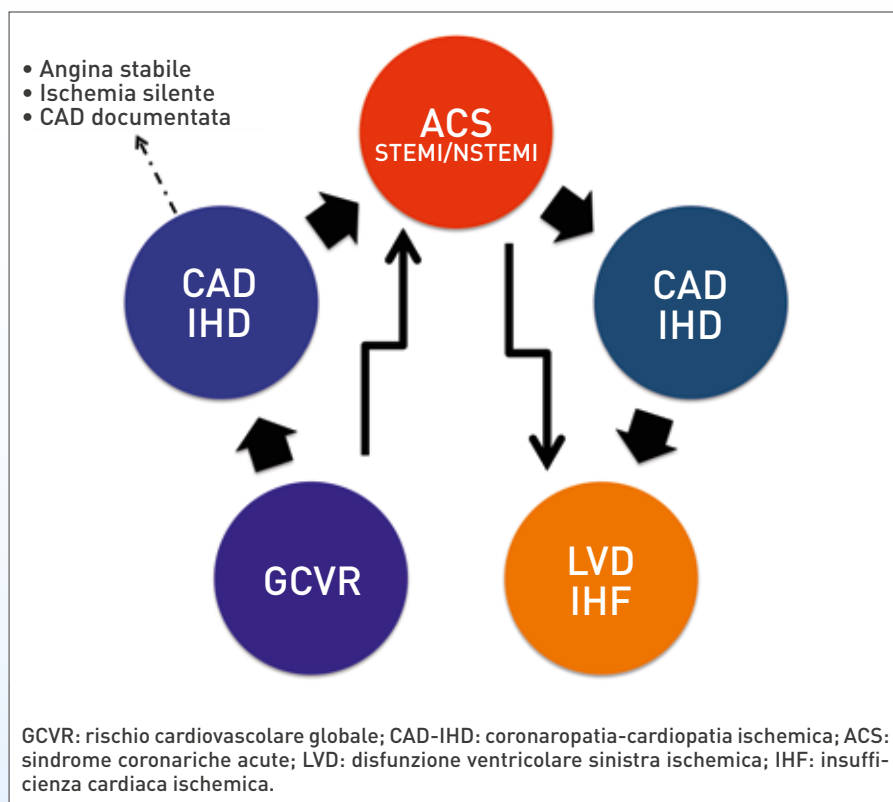 • Angina stabile
• Ischemia silente
• CAD documentata
ACS
STEMI/NSTEMI
CAD
IHD
CAD
IHD
GCVR
LVD
IHF
GCVR: rischio cardiovascolare globale; CAD-IHD: coronaropatia-cardiopatia ischemica; ACS:
sindrome coronariche acute; LVD: disfunzione ventricolare sinistra ischemica; IHF: insuffi-
cienza cardiaca ischemica.